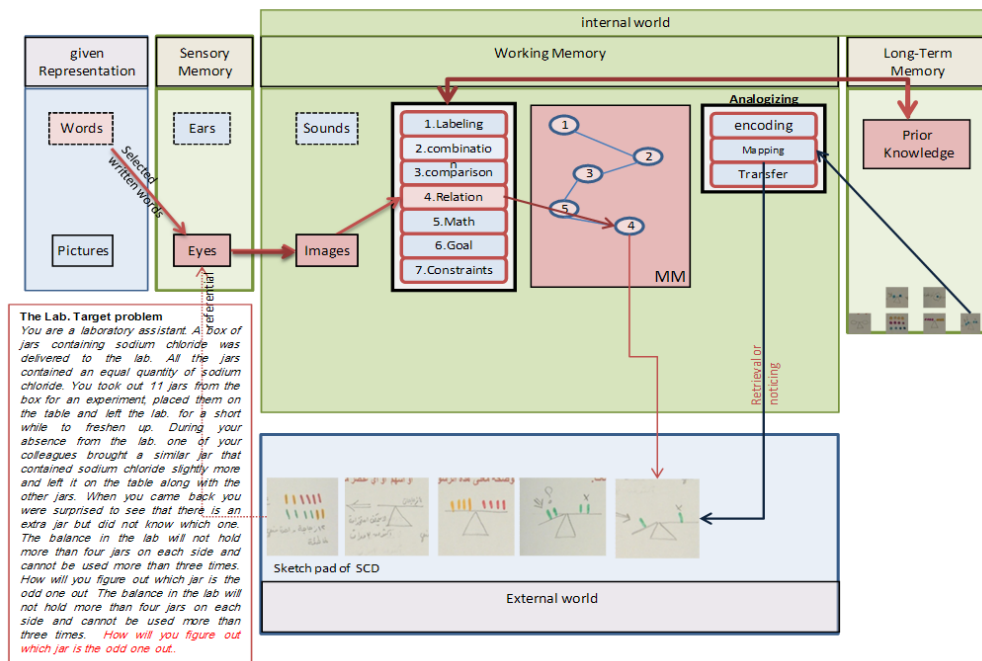 internal world
given
Representation
Sensory
Memory
Working Memory
Long-Term
Memory
Words
Pictures
Selected
written words
Ears
Eyes
Sounds
Images
1.Labeling
2.combinatio
n
3.comparison
4.Relation
5.Math
6.Goal
7.Constraints
1
2
3
5
4
MM
Analogizing
encoding
Mapping
Transfer
Prior
Knowledge
referential
Retrieval or
noticing
The Lab. Target problem
You are a laboratory assistant. A box of
jars containing sodium chloride was
delivered to the lab. All the jars
contained an equal quantity of sodium
chloride. You took out 11 jars from the
box for an experiment, placed them on
the table and left the lab. for a short
while to freshen up. During your
absence from the lab. one of your
colleagues brought a similar jar that
contained sodium chloride slightly more
and left it on the table along with the
other jars. When you came back you
were surprised to see that there is an
extra jar but did not know which one.
The balance in the lab will not hold
more than four jars on each side and
cannot be used more than three times.
How will you figure out which jar is the
odd one out The balance in the lab will
not hold more than four jars on each
side and cannot be used more than
three times. How will you figure out
which jar is the odd one out..
?
X
X
Sketch pad of SCD
External world